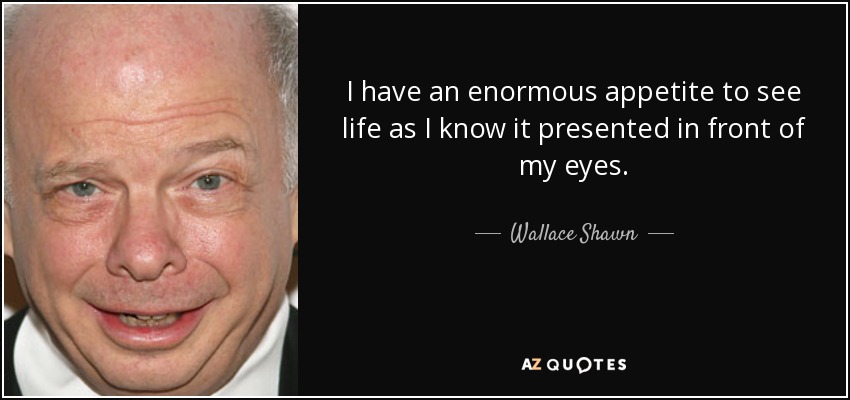 I have an enormous appetite to see
life as I know it presented in front of
my eyes.
Wallace Shawn
AZ QUOTES